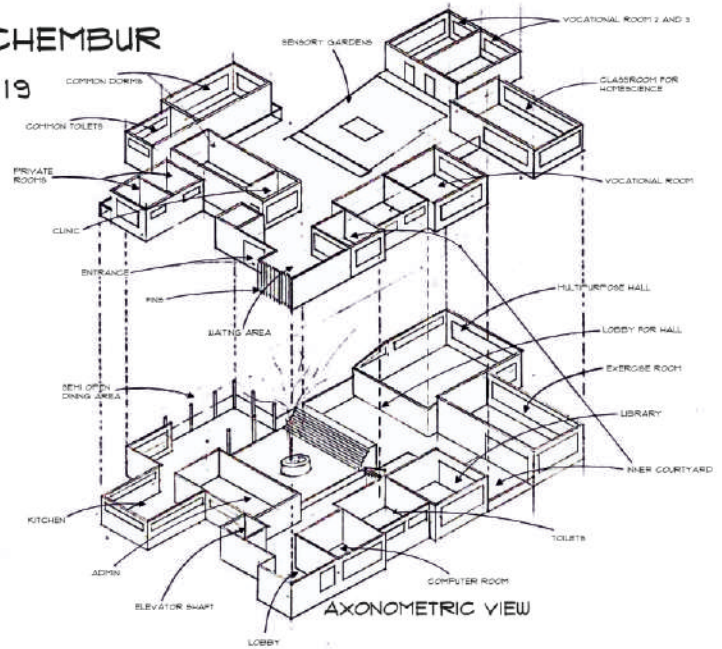 CHEMBUR
19
VOCATIONAL ROOM 2 AND 3
SENSORY GARDENS
COMMON DORMS
CLASSROOM FOR
HOMESCIENCE
COMMON TOILETS
PRIVATE
ROOMS
VOCATIONAL ROOM
CLINIC
ENTRANCE
FINS
WAITING AREA
MULTIPURPOSE HALL
LOBBY FOR HALL
EXERCISE ROOM
SEMI OPEN
DINING AREA
LIBRARY
INNER COURTYARD
KITCHEN
TOILETS
ADMIN
COMPUTER ROOM
ELEVATOR SHAFT
AXONOMETRIC VIEW
LOBBY